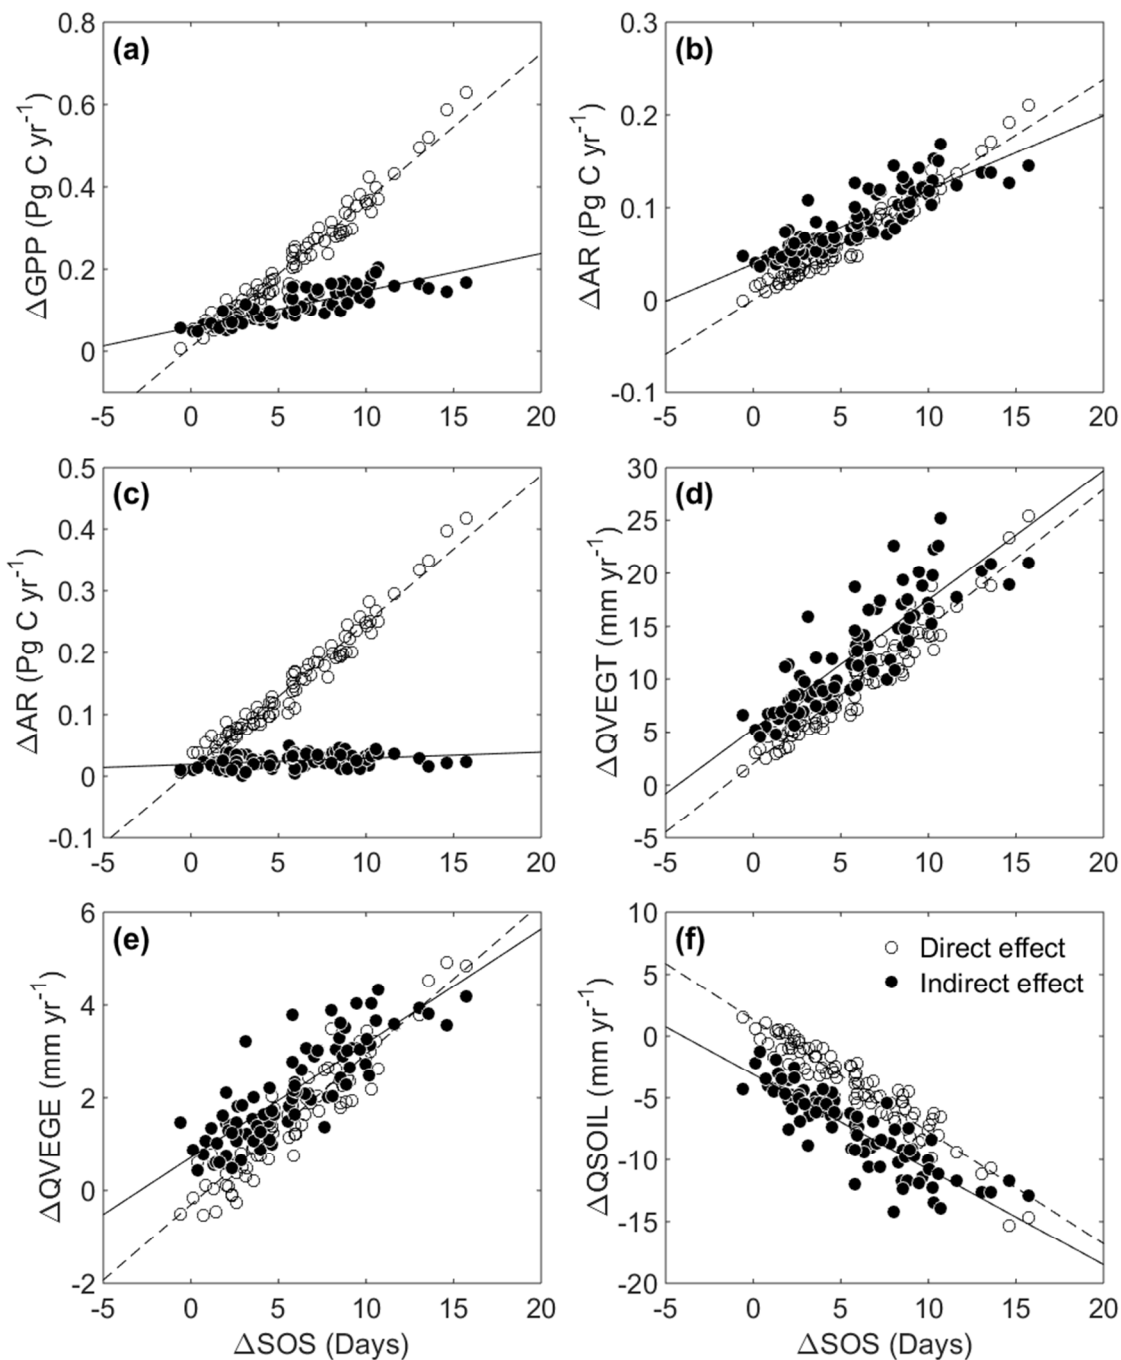 (a)
0.8
0.6
0.4
0.2
0
ΔGPP (Pg C yr-1)
-5 0 5 10 15 20
(b)
0.3
0.2
0.1
0
-0.1
ΔAR (Pg C yr-1)
-5 0 5 10 15 20
(c)
0.5
0.4
0.3
0.2
0.1
0
-0.1
ΔAR (Pg C yr-1)
-5 0 5 10 15 20
(d)
30
25
20
15
10
5
0
-5
ΔQVEGT (mm yr-1)
-5 0 5 10 15 20
(e)
6
4
2
0
-2
ΔQVEGE (mm yr-1)
-5 0 5 10 15 20
ΔSOS (Days)
(f)
Direct effect
Indirect effect
10
5
0
-5
-10
-15
-20
ΔQSOIL (mm yr-1)
-5 0 5 10 15 20
ΔSOS (Days)